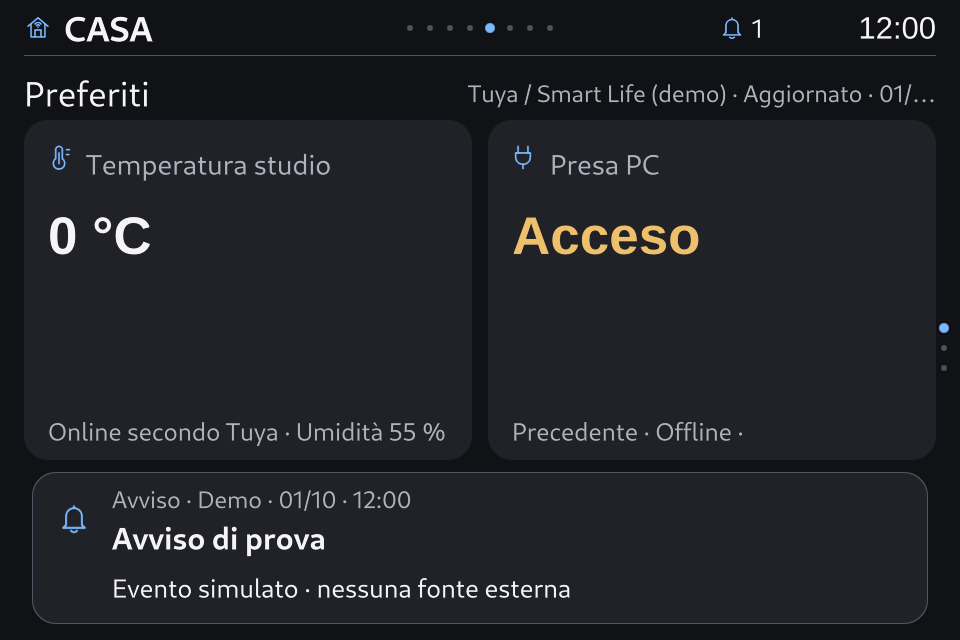 CASA
1
12:00
Preferiti
Tuya / Smart Life (demo) · Aggiornato · 01/…
Temperatura studio
0 °C
Online secondo Tuya · Umidità 55 %
Presa PC
Acceso
Precedente · Offline ·
Avviso · Demo · 01/10 · 12:00
Avviso di prova
Evento simulato · nessuna fonte esterna